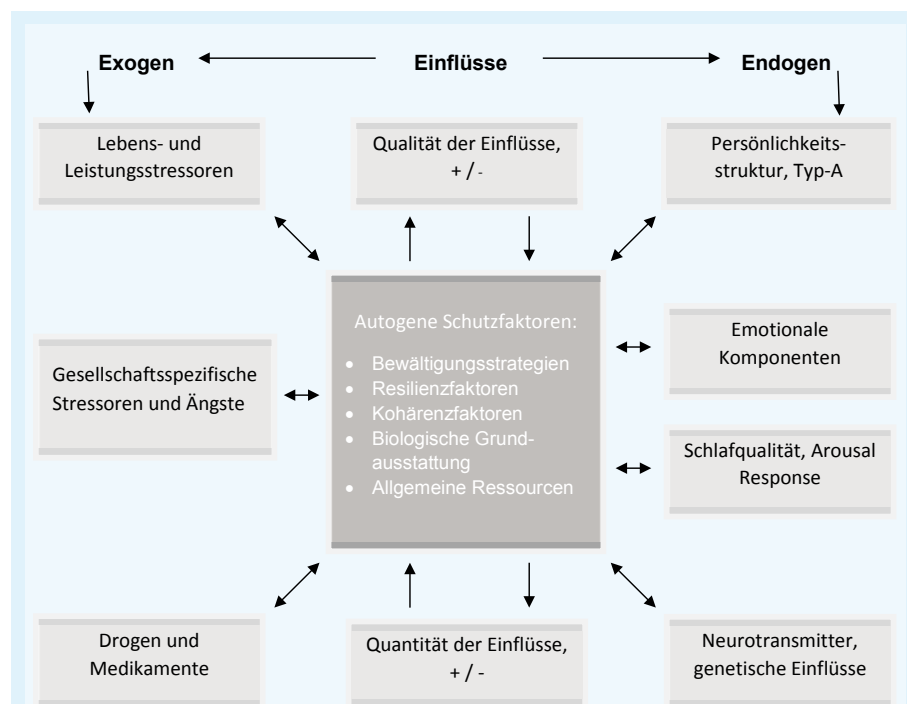 Exogen
Einflüsse
Endogen
Lebens- und
Leistungsstressoren
Qualität der Einflüsse,
+ / -
Persönlichkeits-
struktur, Typ-A
Autogene Schutzfaktoren:
• Bewältigungsstrategien
• Resilienzfaktoren
• Kohärenzfaktoren
• Biologische Grund-
ausstattung
• Allgemeine Ressourcen
Gesellschaftsspezifische
Stressoren und Ängste
Emotionale
Komponenten
Schlafqualität, Arousal
Response
Drogen und
Medikamente
Quantität der Einflüsse,
+ / -
Neurotransmitter,
genetische Einflüsse